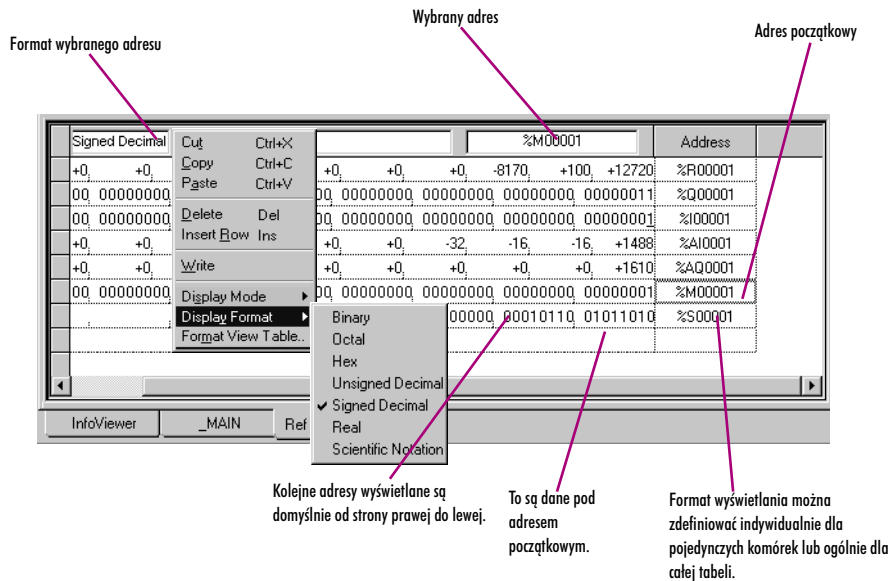 Wybrany adres
Format wybranego adresu
Adres początkowy
Signed Decimal %M00001 Address
+0, +0, +0, +0, +0, -8170, +100, +12720 %R00001
00, 00000000, 00, 00000000, 00000000, 00000000, 00000011 %Q00001
00, 00000000, 00, 00000000, 00000000, 00000000, 00000001 %I00001
+0, +0, +0, +0, -32, -16, -16, +1488 %AI0001
+0, +0, +0, +0, +0, +0, +0, +1610 %AQ0001
00, 00000000, 00, 00000000, 00000000, 00000000, 00000001 %M00001
00000, 00010110, 01011010 %S00001
Cut Ctrl+X
Copy Ctrl+C
Paste Ctrl+V
Delete Del
Insert Row Ins
Write
Display Mode
Display Format
Format View Table..
Binary
Octal
Hex
Unsigned Decimal
Signed Decimal
Real
Scientific Notation
InfoViewer _MAIN Ref
Kolejne adresy wyświetlane są
domyślnie od strony prawej do lewej.
To są dane pod
adresem
początkowym.
Format wyświetlania można
zdefiniować indywidualnie dla
pojedynczych komórek lub ogólnie dla
całej tabeli.